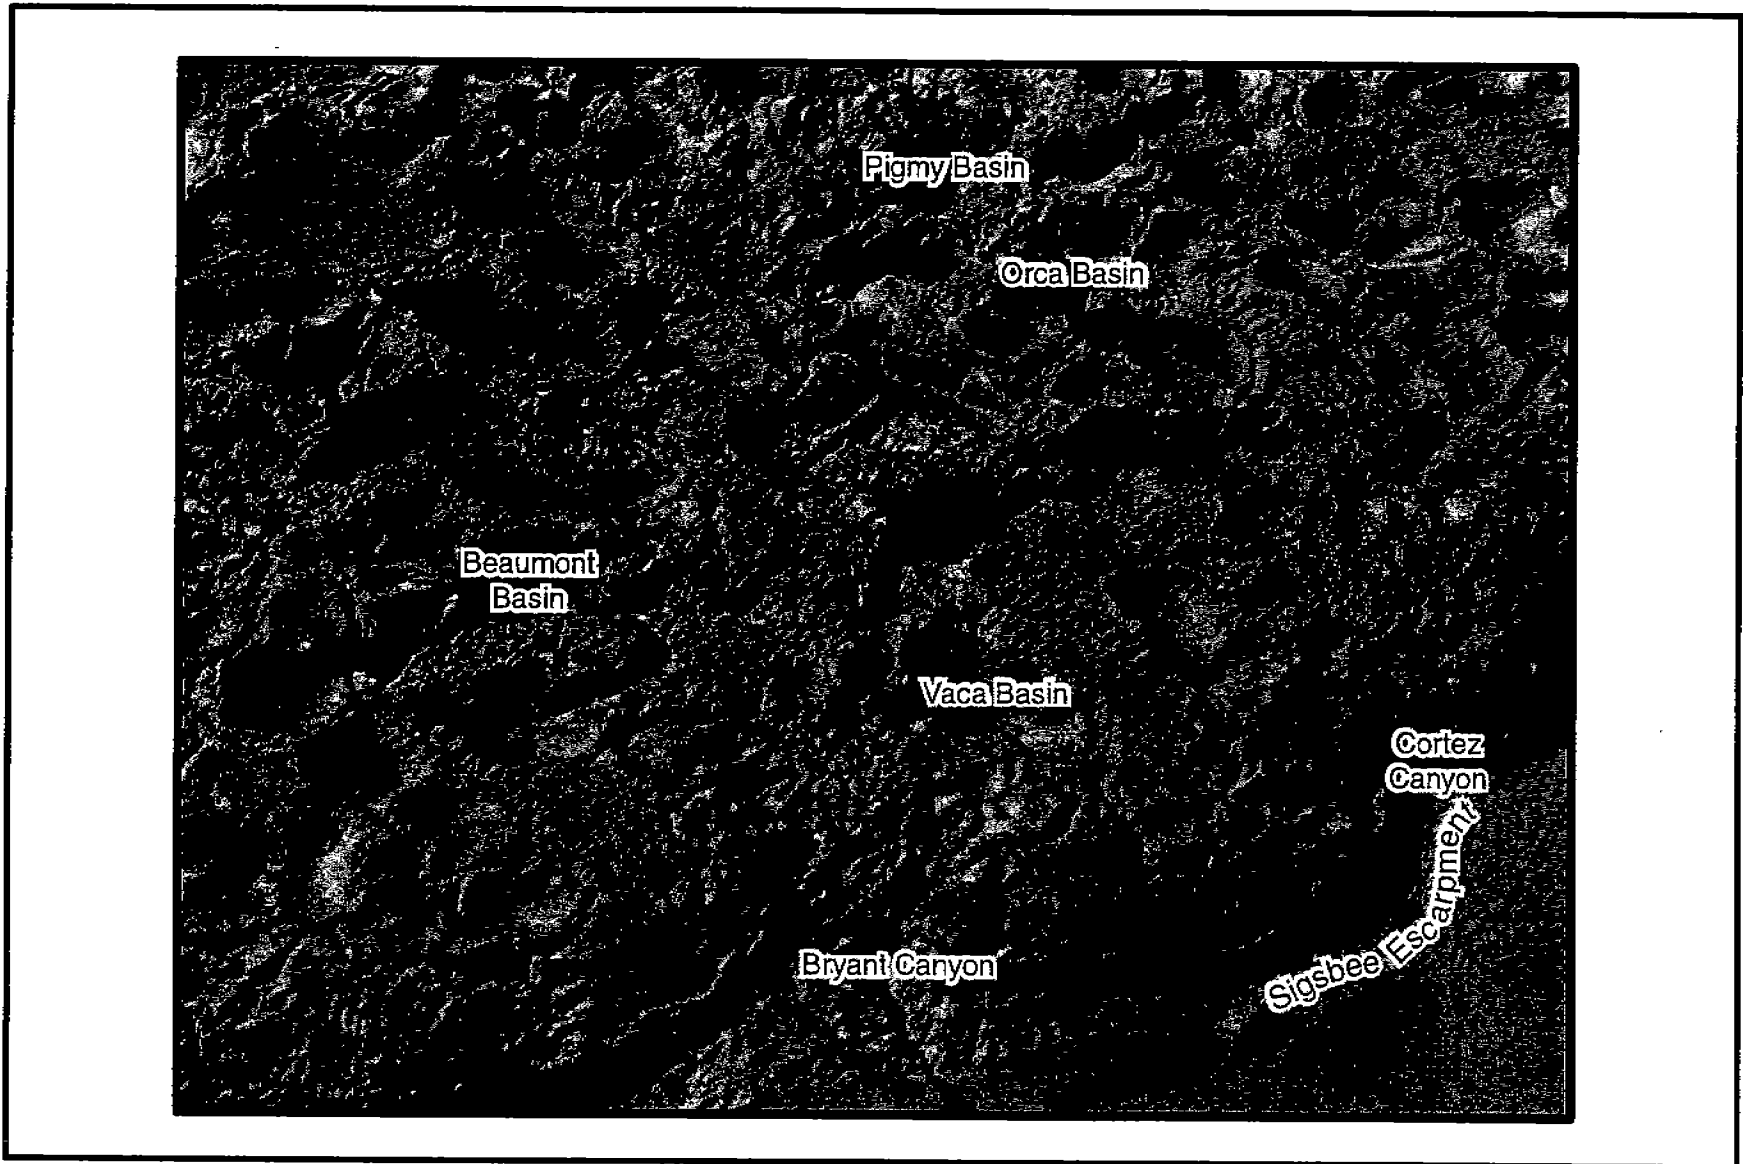 Pigmy Basin
Orca Basin
Beaumont
Basin
Vaca Basin
Cortez
Canyon
Sigsbee Escarpment
Bryant Canyon